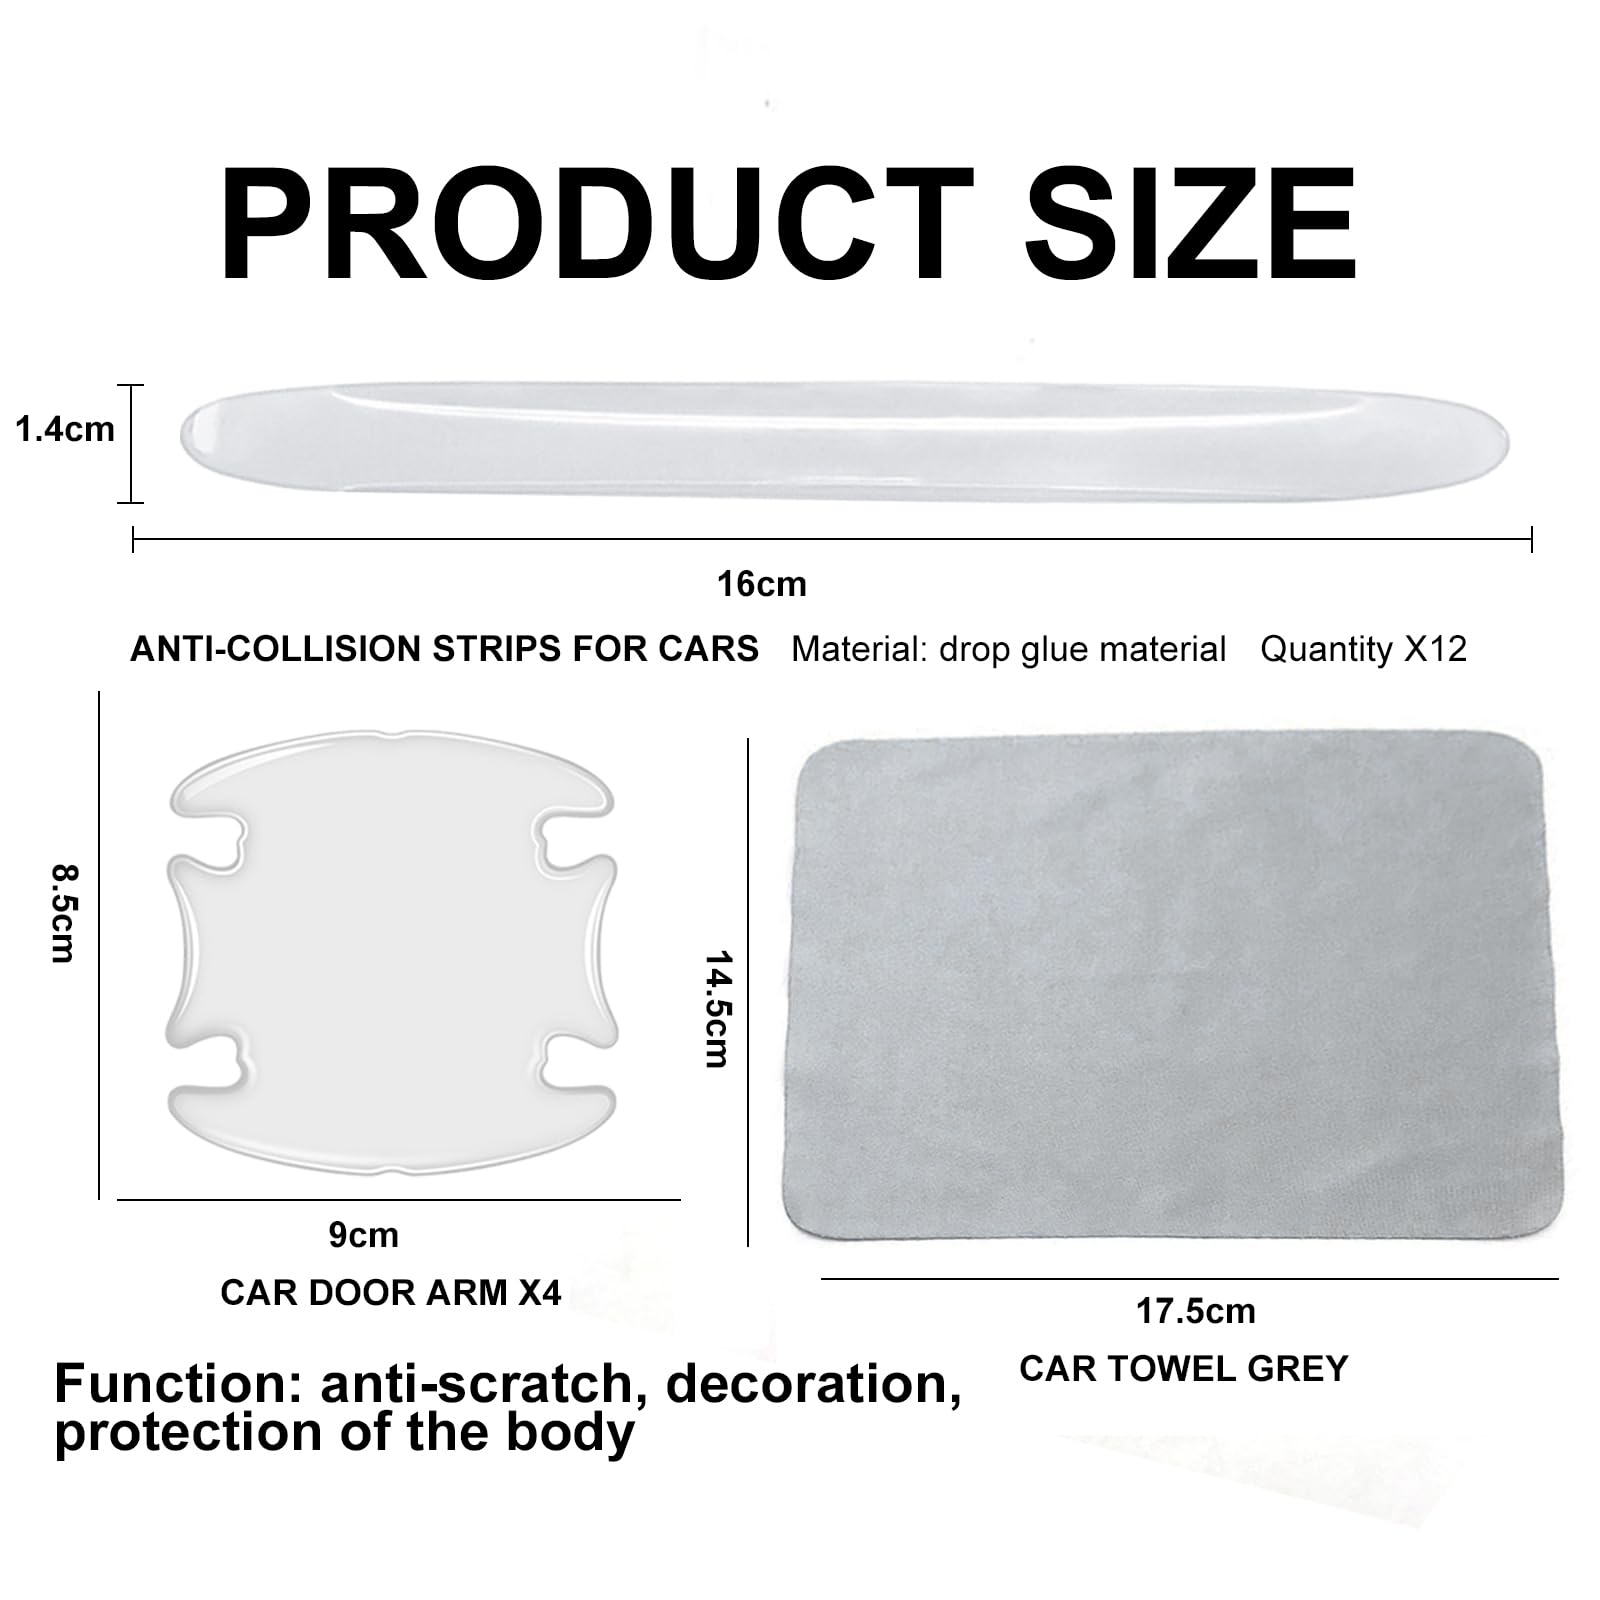 PRODUCT SIZE
1.4cm
16cm
ANTI-COLLISION STRIPS FOR CARS Material: drop glue material Quantity X12
8.5cm
9cm
CAR DOOR ARM X4
14.5cm
17.5cm
CAR TOWEL GREY
Function: anti-scratch, decoration,
protection of the body